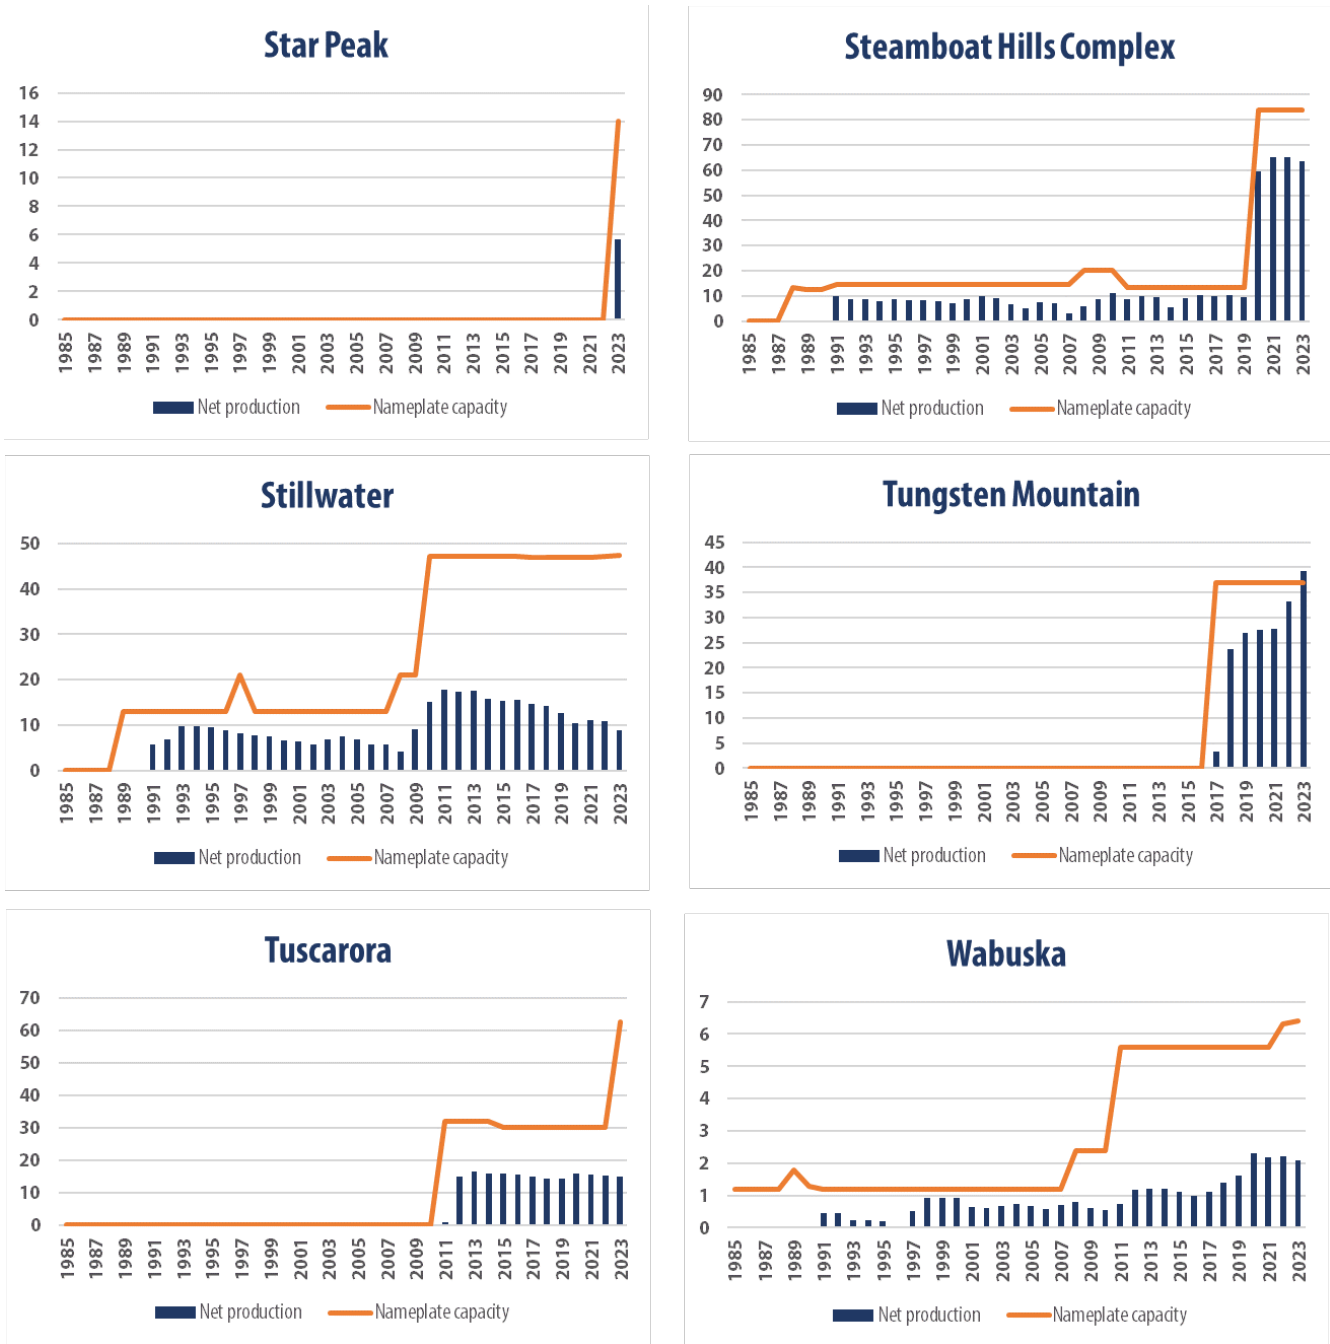 Star Peak
16
14
12
10
8
6
4
2
0
1985 1987 1989 1991 1993 1995 1997 1999 2001 2003 2005 2007 2009 2011 2013 2015 2017 2019 2021 2023
Net production Nameplate capacity
Steamboat Hills Complex
90
80
70
60
50
40
30
20
10
0
1985 1987 1989 1991 1993 1995 1997 1999 2001 2003 2005 2007 2009 2011 2013 2015 2017 2019 2021 2023
Net production Nameplate capacity
Stillwater
50
40
30
20
10
0
1985 1987 1989 1991 1993 1995 1997 1999 2001 2003 2005 2007 2009 2011 2013 2015 2017 2019 2021 2023
Net production Nameplate capacity
Tungsten Mountain
45
40
35
30
25
20
15
10
5
0
1985 1987 1989 1991 1993 1995 1997 1999 2001 2003 2005 2007 2009 2011 2013 2015 2017 2019 2021 2023
Net production Nameplate capacity
Tuscarora
70
60
50
40
30
20
10
0
1985 1987 1989 1991 1993 1995 1997 1999 2001 2003 2005 2007 2009 2011 2013 2015 2017 2019 2021 2023
Net production Nameplate capacity
Wabuska
7
6
5
4
3
2
1
0
1985 1987 1989 1991 1993 1995 1997 1999 2001 2003 2005 2007 2009 2011 2013 2015 2017 2019 2021 2023
Net production Nameplate capacity